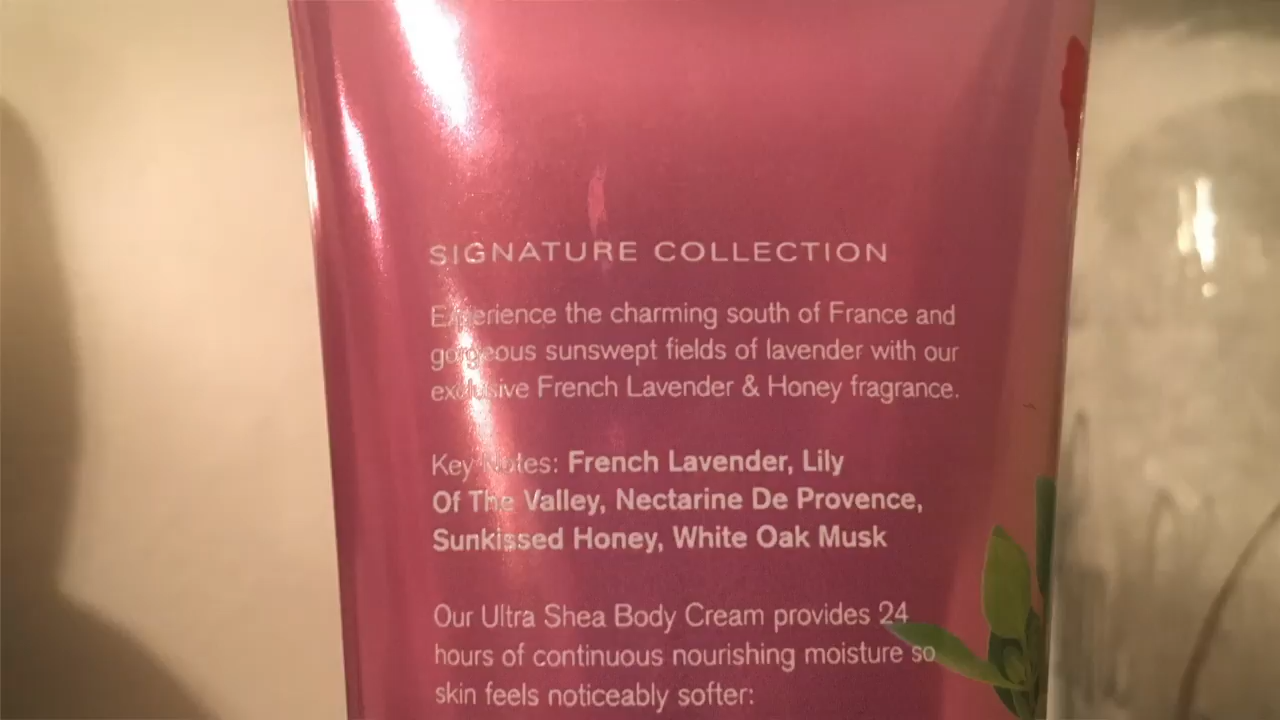 SIGNATURE COLLECTION
Experience the charming south of France and
gorgeous sunswept fields of lavender with our
exclusive French Lavender & Honey fragrance.
Key Notes: French Lavender, Lily
Of The Valley, Nectarine De Provence,
Sunkissed Honey, White Oak Musk
Our Ultra Shea Body Cream provides 24
hours of continuous nourishing moisture so
skin feels noticeably softer: